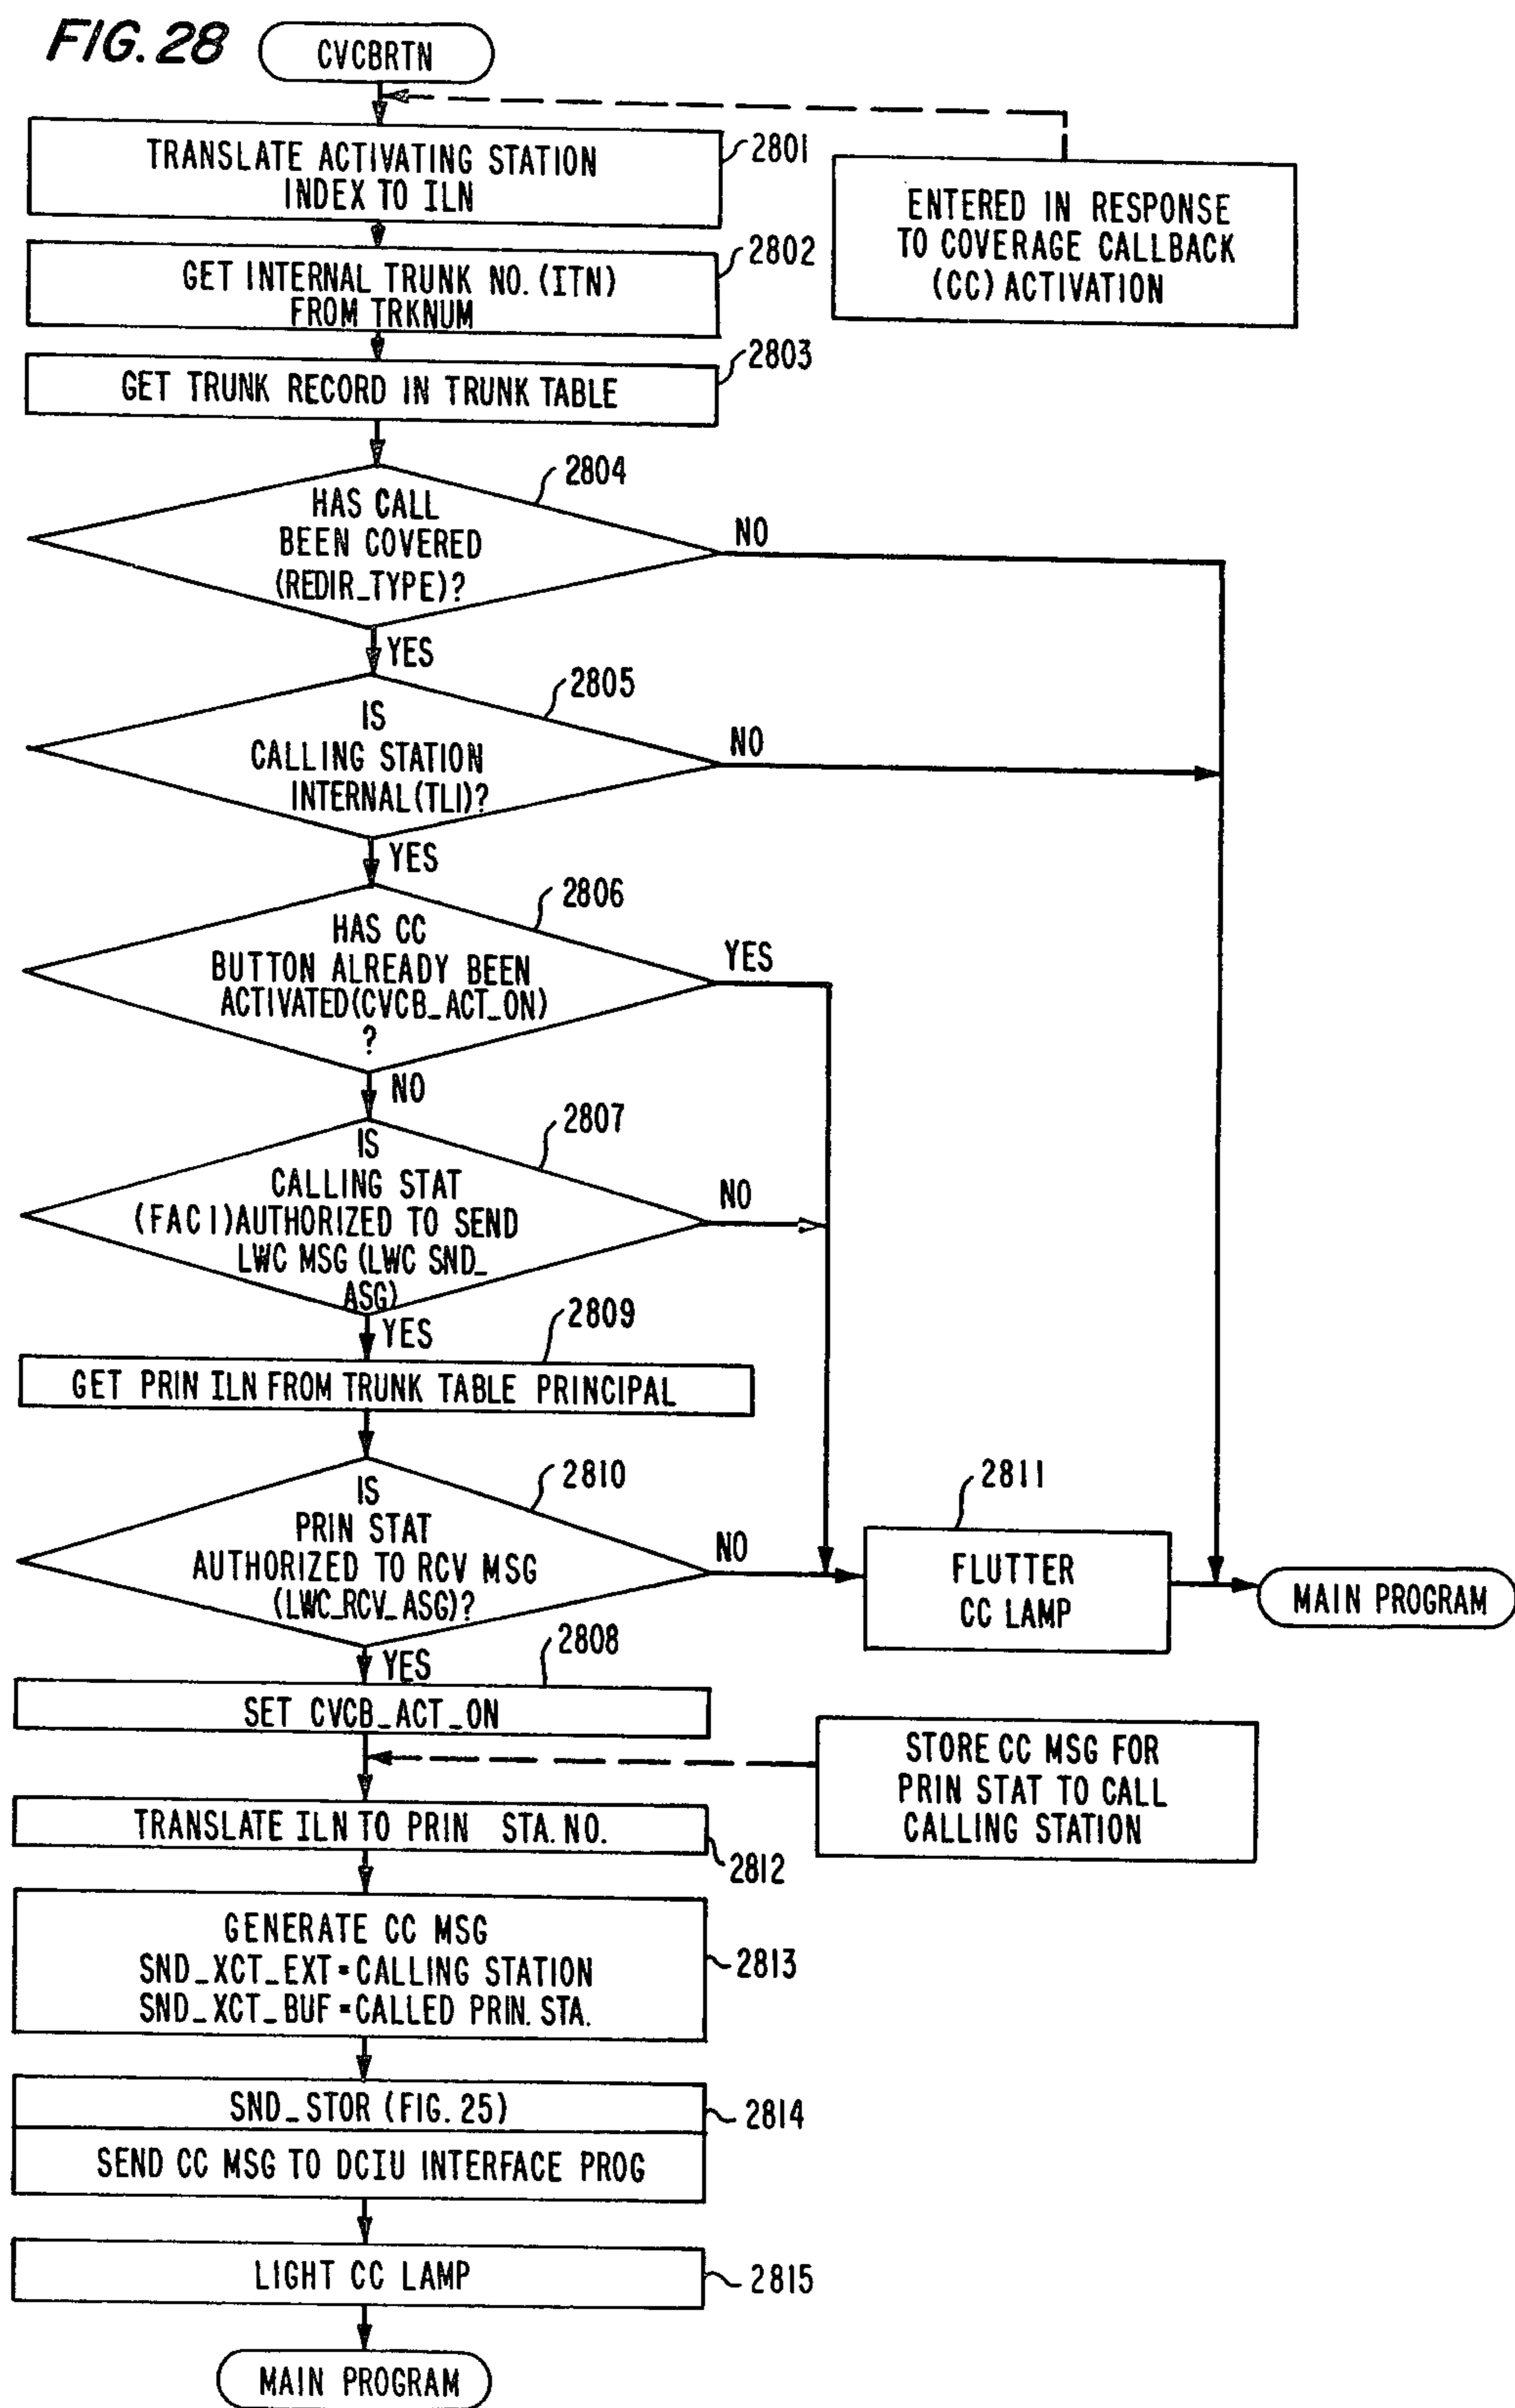 FIG. 28
CVCBRTN
TRANSLATE ACTIVATING STATION
INDEX TO ILN
2801
ENTERED IN RESPONSE
TO COVERAGE CALLBACK
(CC) ACTIVATION
GET INTERNAL TRUNK NO. (ITN)
FROM TRKNUM
2802
GET TRUNK RECORD IN TRUNK TABLE
2803
HAS CALL
BEEN COVERED
(REDIR_TYPE)?
2804
NO
YES
IS
CALLING STATION
INTERNAL (TLI)?
2805
NO
YES
HAS CC
BUTTON ALREADY BEEN
ACTIVATED(CVCB_ACT_ON)
?
2806
YES
NO
IS
CALLING STAT
(FAC1)AUTHORIZED TO SEND
LWC MSG (LWC SND_
ASG)
2807
NO
YES
2809
GET PRIN ILN FROM TRUNK TABLE PRINCIPAL
IS
PRIN STAT
AUTHORIZED TO RCV MSG
(LWC_RCV_ASG)?
2810
NO
2811
FLUTTER
CC LAMP
MAIN PROGRAM
YES
2808
SET CVCB_ACT_ON
STORE CC MSG FOR
PRIN STAT TO CALL
CALLING STATION
TRANSLATE ILN TO PRIN STA. NO.
2812
GENERATE CC MSG
SND_XCT_EXT=CALLING STATION
SND_XCT_BUF=CALLED PRIN. STA.
2813
SND_STOR (FIG. 25)
2814
SEND CC MSG TO DCIU INTERFACE PROG
LIGHT CC LAMP
2815
MAIN PROGRAM